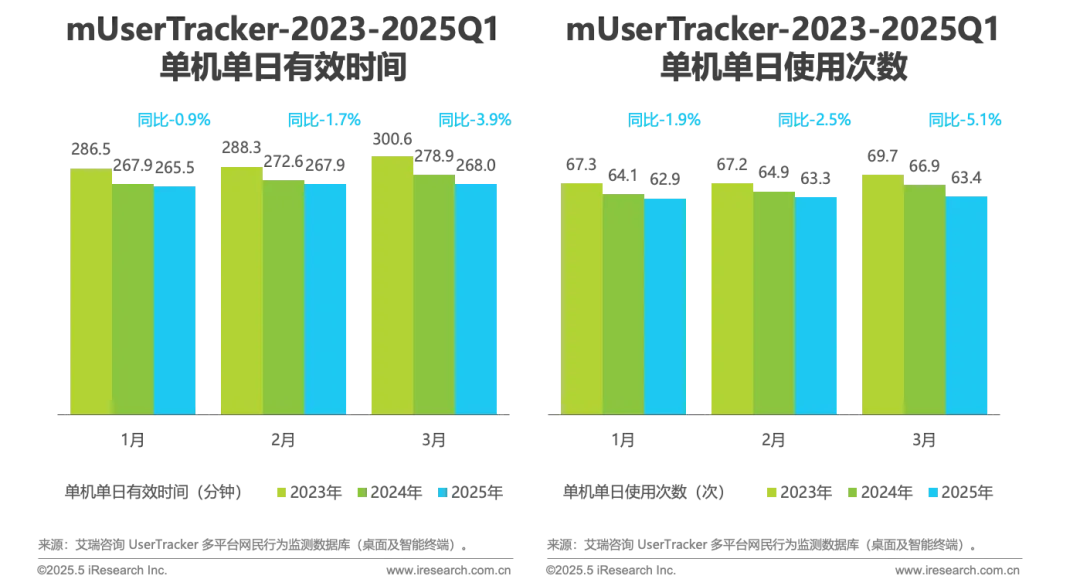 mUserTracker-2023-2025Q1
单机单日有效时间
同比-0.9% 同比-1.7% 同比-3.9%
286.5 267.9 265.5 288.3 272.6 267.9 300.6 278.9 268.0
1月 2月 3月
单机单日有效时间（分钟） 2023年 2024年 2025年
来源：艾瑞咨询 UserTracker 多平台网民行为监测数据库（桌面及智能终端）。
©2025.5 iResearch Inc. www.iresearch.com.cn
mUserTracker-2023-2025Q1
单机单日使用次数
同比-1.9% 同比-2.5% 同比-5.1%
67.3 64.1 62.9 67.2 64.9 63.3 69.7 66.9 63.4
1月 2月 3月
单机单日使用次数（次） 2023年 2024年 2025年
来源：艾瑞咨询 UserTracker 多平台网民行为监测数据库（桌面及智能终端）。
©2025.5 iResearch Inc. www.iresearch.com.cn